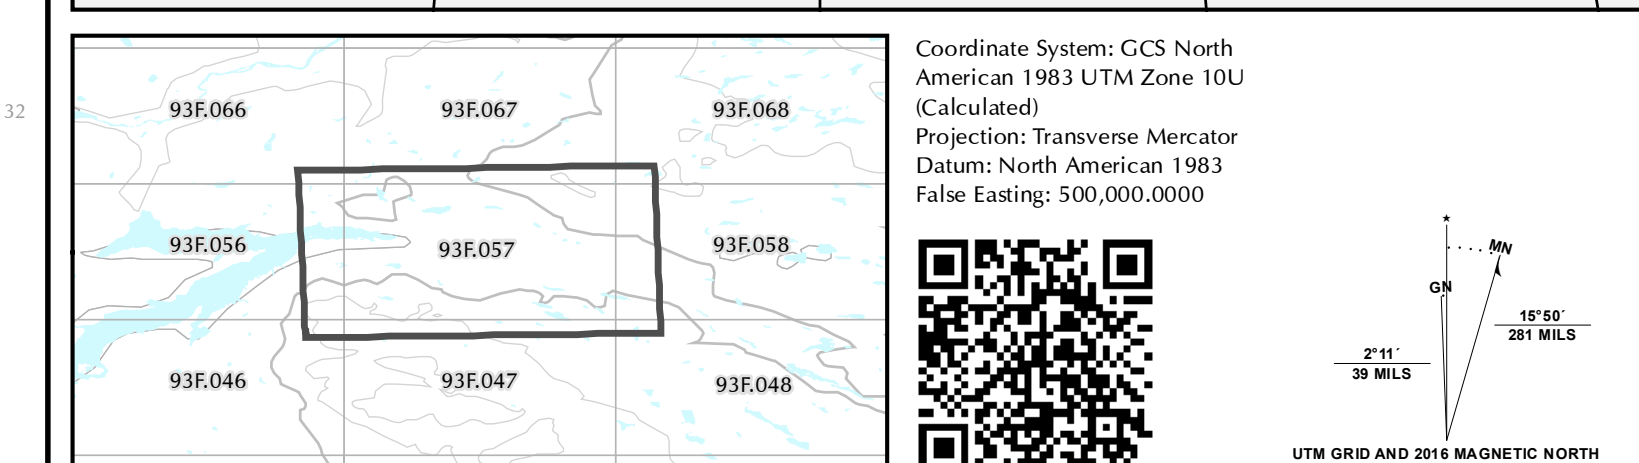 32
93F.066 93F.067 93F.068
93F.056 93F.057 93F.058
93F.046 93F.047 93F.048
Coordinate System: GCS North
American 1983 UTM Zone 10U
(Calculated)
Projection: Transverse Mercator
Datum: North American 1983
False Easting: 500,000.0000
MN
GN
15°50´
281 MILS
2°11´
39 MILS
UTM GRID AND 2016 MAGNETIC NORTH